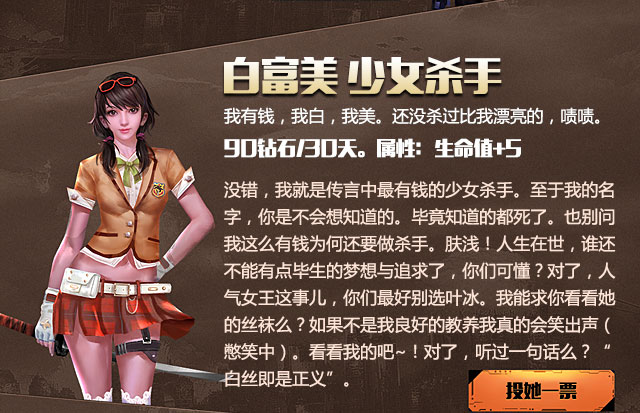 白富美 少女杀手
我有钱，我白，我美。还没杀过比我漂亮的，啧啧。
90钻石/30天。属性：生命值+5
没错，我就是传言中最有钱的少女杀手。至于我的名
字，你是不会想知道的。毕竟知道的都死了。也别问
我这么有钱为何还要做杀手。肤浅！人生在世，谁还
不能有点毕生的梦想与追求了，你们可懂？对了，人
气女王这事儿，你们最好别选叶冰。我能求你看看她
的丝袜么？如果不是我良好的教养我真的会笑出声（
憋笑中）。看看我的吧~！对了，听过一句话么？“
白丝即是正义”。
投她一票